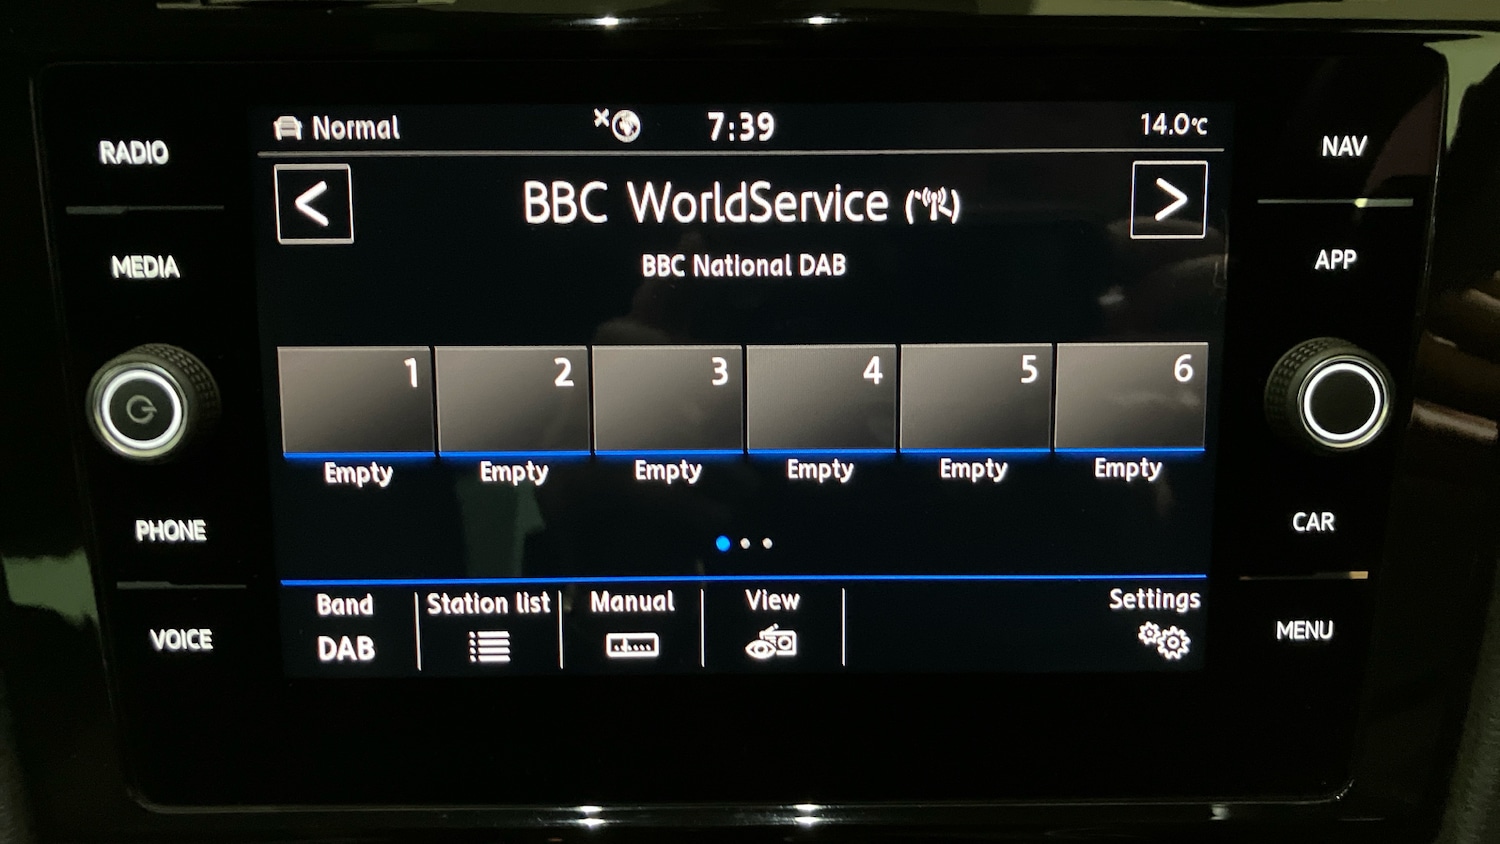 RADIO
MEDIA
PHONE
VOICE
Normal
7:39
14.0°C
<
BBC WorldService
>
BBC National DAB
1 2 3 4 5 6
Empty Empty Empty Empty Empty Empty
Band Station list Manual View Settings
DAB
NAV
APP
CAR
MENU